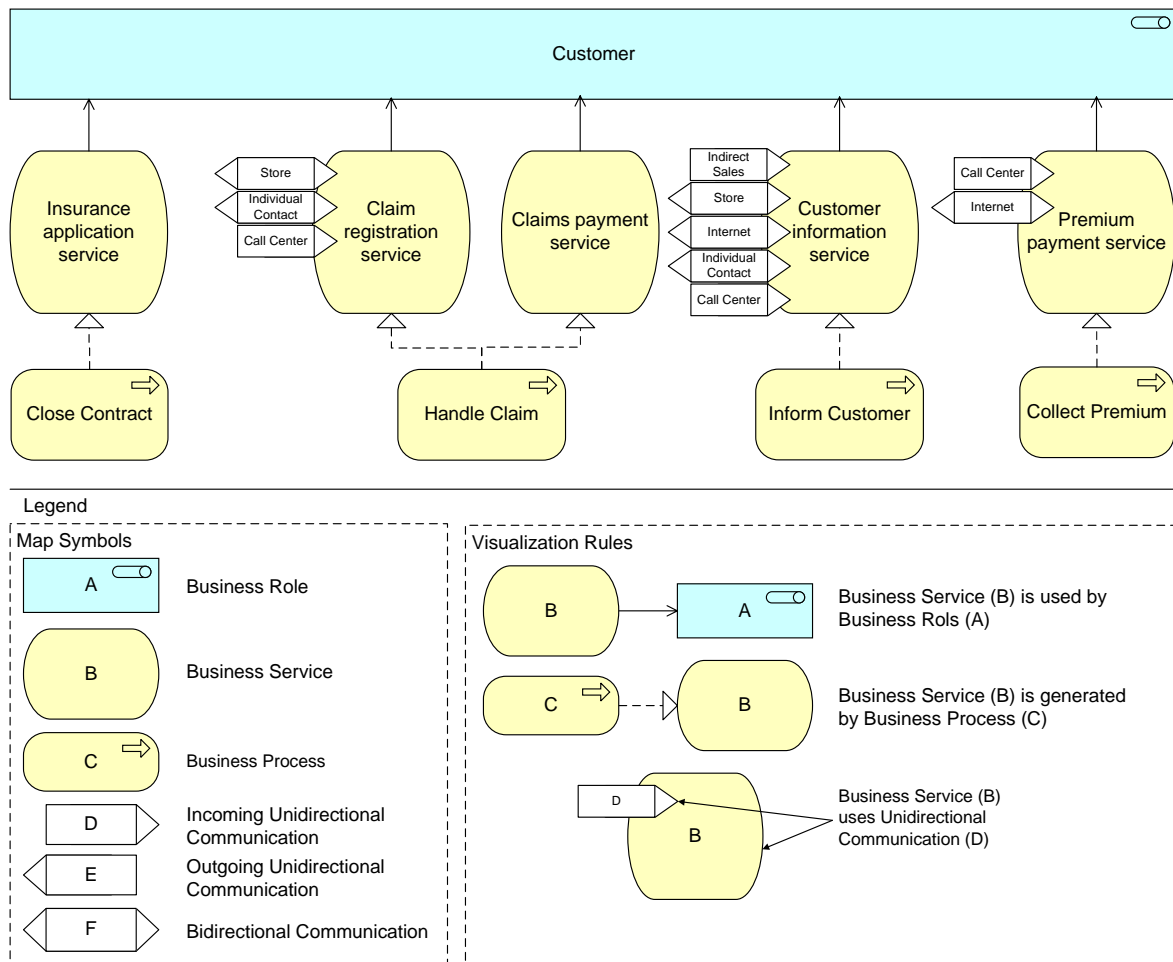 Customer
Insurance
application
service
Store
Individual
Contact
Call Center
Claim
registration
service
Claims payment
service
Indirect
Sales
Store
Internet
Individual
Contact
Call Center
Customer
information
service
Call Center
Internet
Premium
payment service
Close Contract
Handle Claim
Inform Customer
Collect Premium
Legend
Map Symbols
A
Business Role
B
Business Service
C
Business Process
D
Incoming Unidirectional
Communication
E
Outgoing Unidirectional
Communication
F
Bidirectional Communication
Visualization Rules
B
A
Business Service (B) is used by
Business Rols (A)
C
B
Business Service (B) is generated
by Business Process (C)
D
B
Business Service (B)
uses Unidirectional
Communication (D)